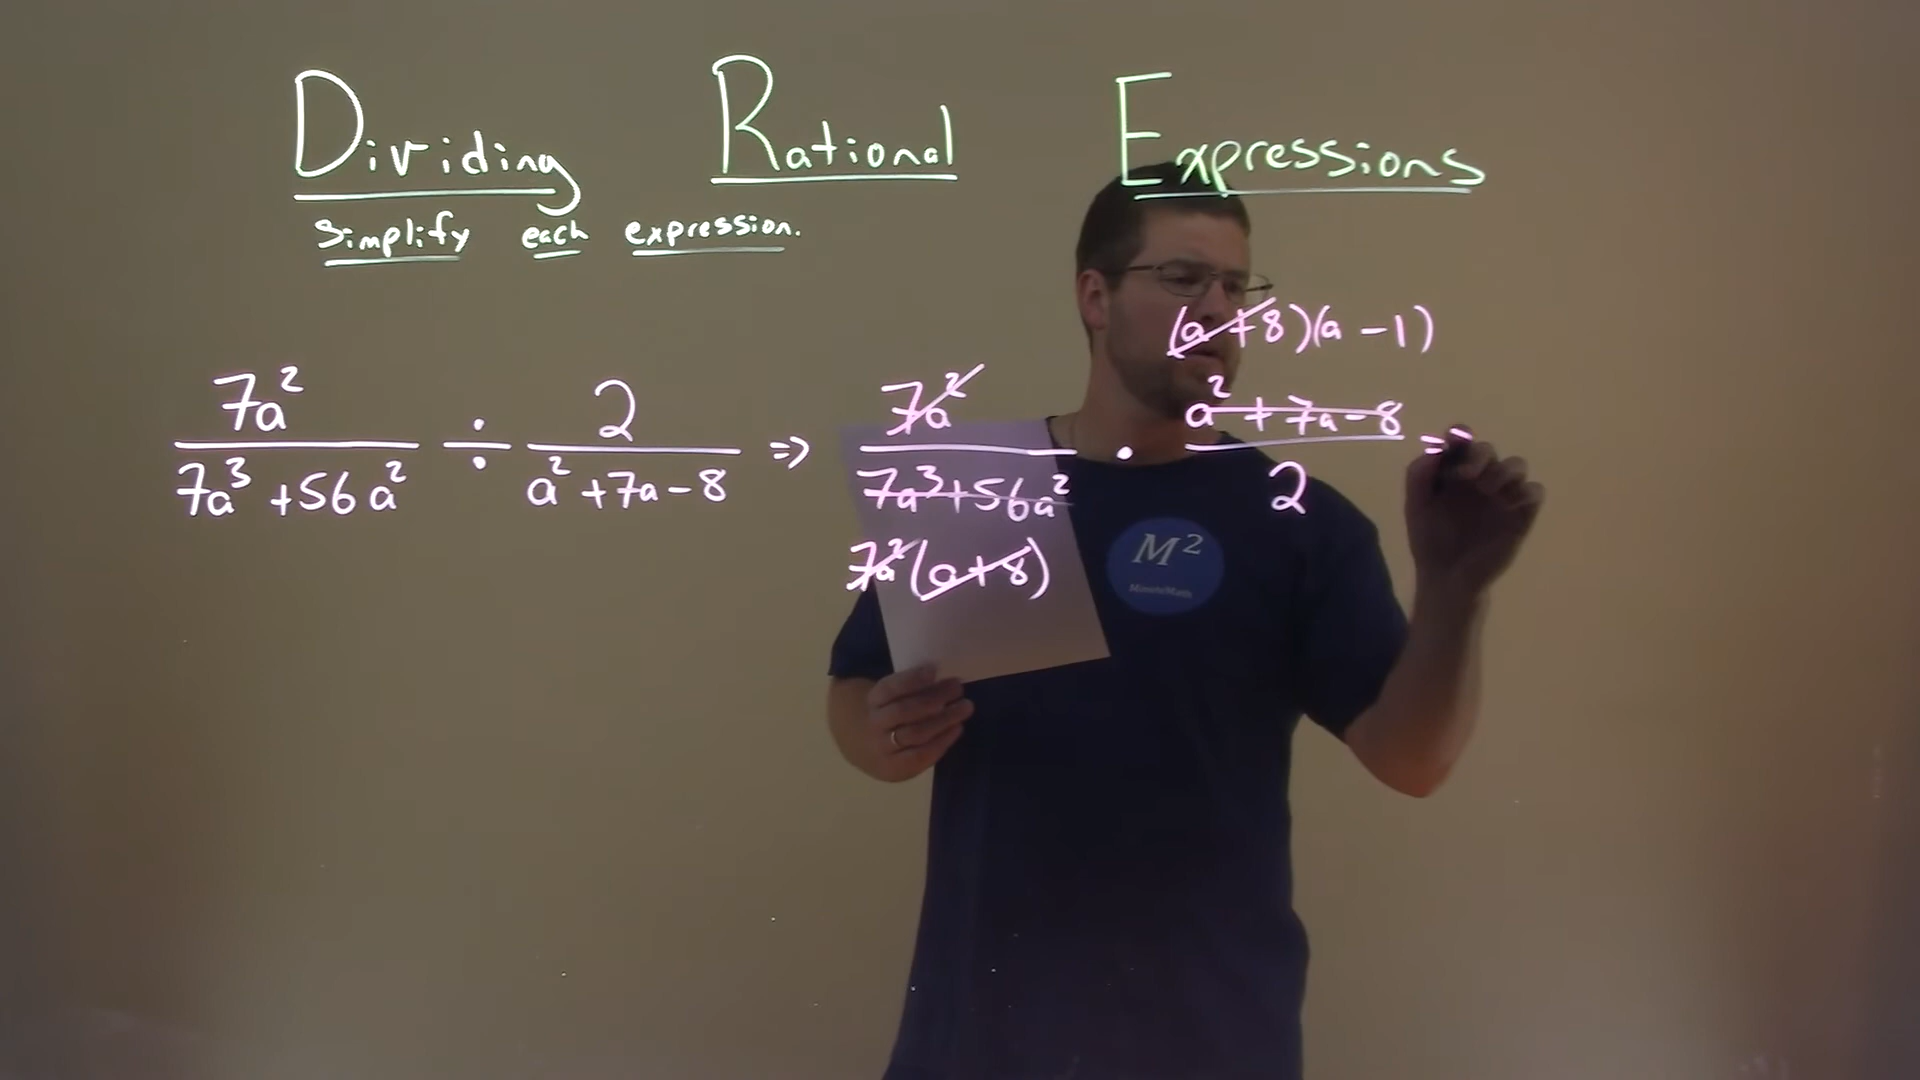 Dividing Rational Expressions
Simplify each expression.
(a+8)(a-1)
7a² / 7a³+56a² ÷ 2 / a²+7a-8 ⇒ 7a² / 7a³+56a² · a²+7a-8 / 2 =
7a²(a+8)
M²
MinuteMath